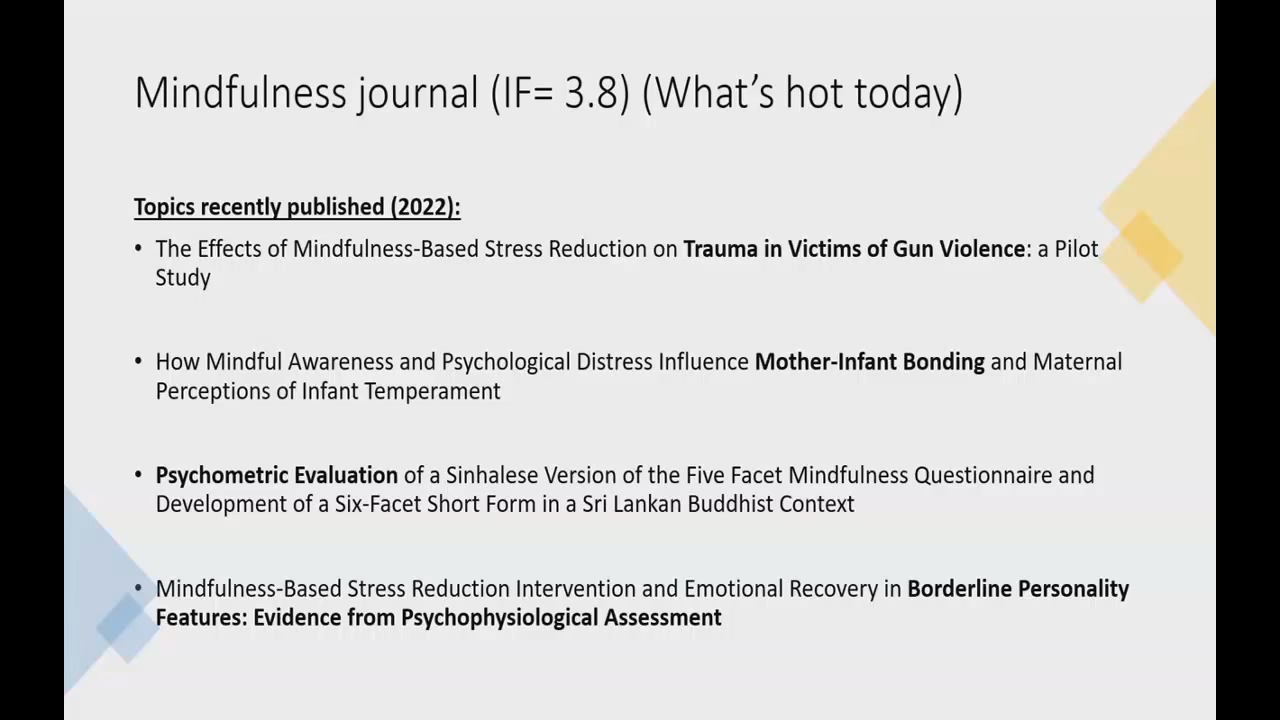 Mindfulness journal (IF= 3.8) (What's hot today)
Topics recently published (2022):
• The Effects of Mindfulness-Based Stress Reduction on Trauma in Victims of Gun Violence: a Pilot
Study
• How Mindful Awareness and Psychological Distress Influence Mother-Infant Bonding and Maternal
Perceptions of Infant Temperament
• Psychometric Evaluation of a Sinhalese Version of the Five Facet Mindfulness Questionnaire and
Development of a Six-Facet Short Form in a Sri Lankan Buddhist Context
• Mindfulness-Based Stress Reduction Intervention and Emotional Recovery in Borderline Personality
Features: Evidence from Psychophysiological Assessment